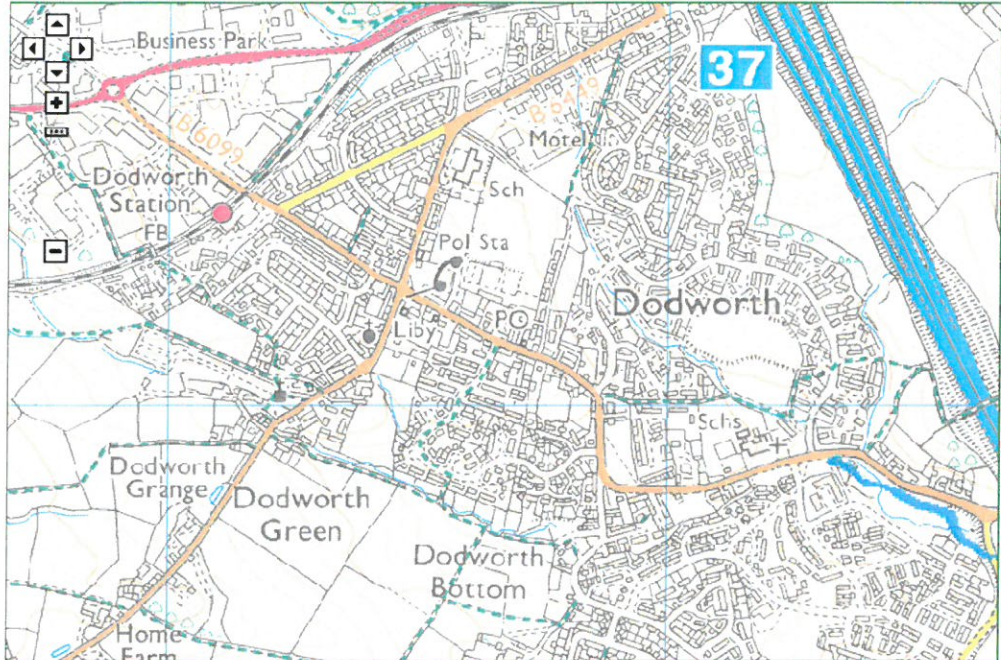 Business Park
37
B 6099
B 6449
Motel
Dodworth
Station
FB
Sch
Pol Sta
Dodworth
Liby
PO
Schs
Dodworth
Grange
Dodworth
Green
Dodworth
Bottom
Home
Farm